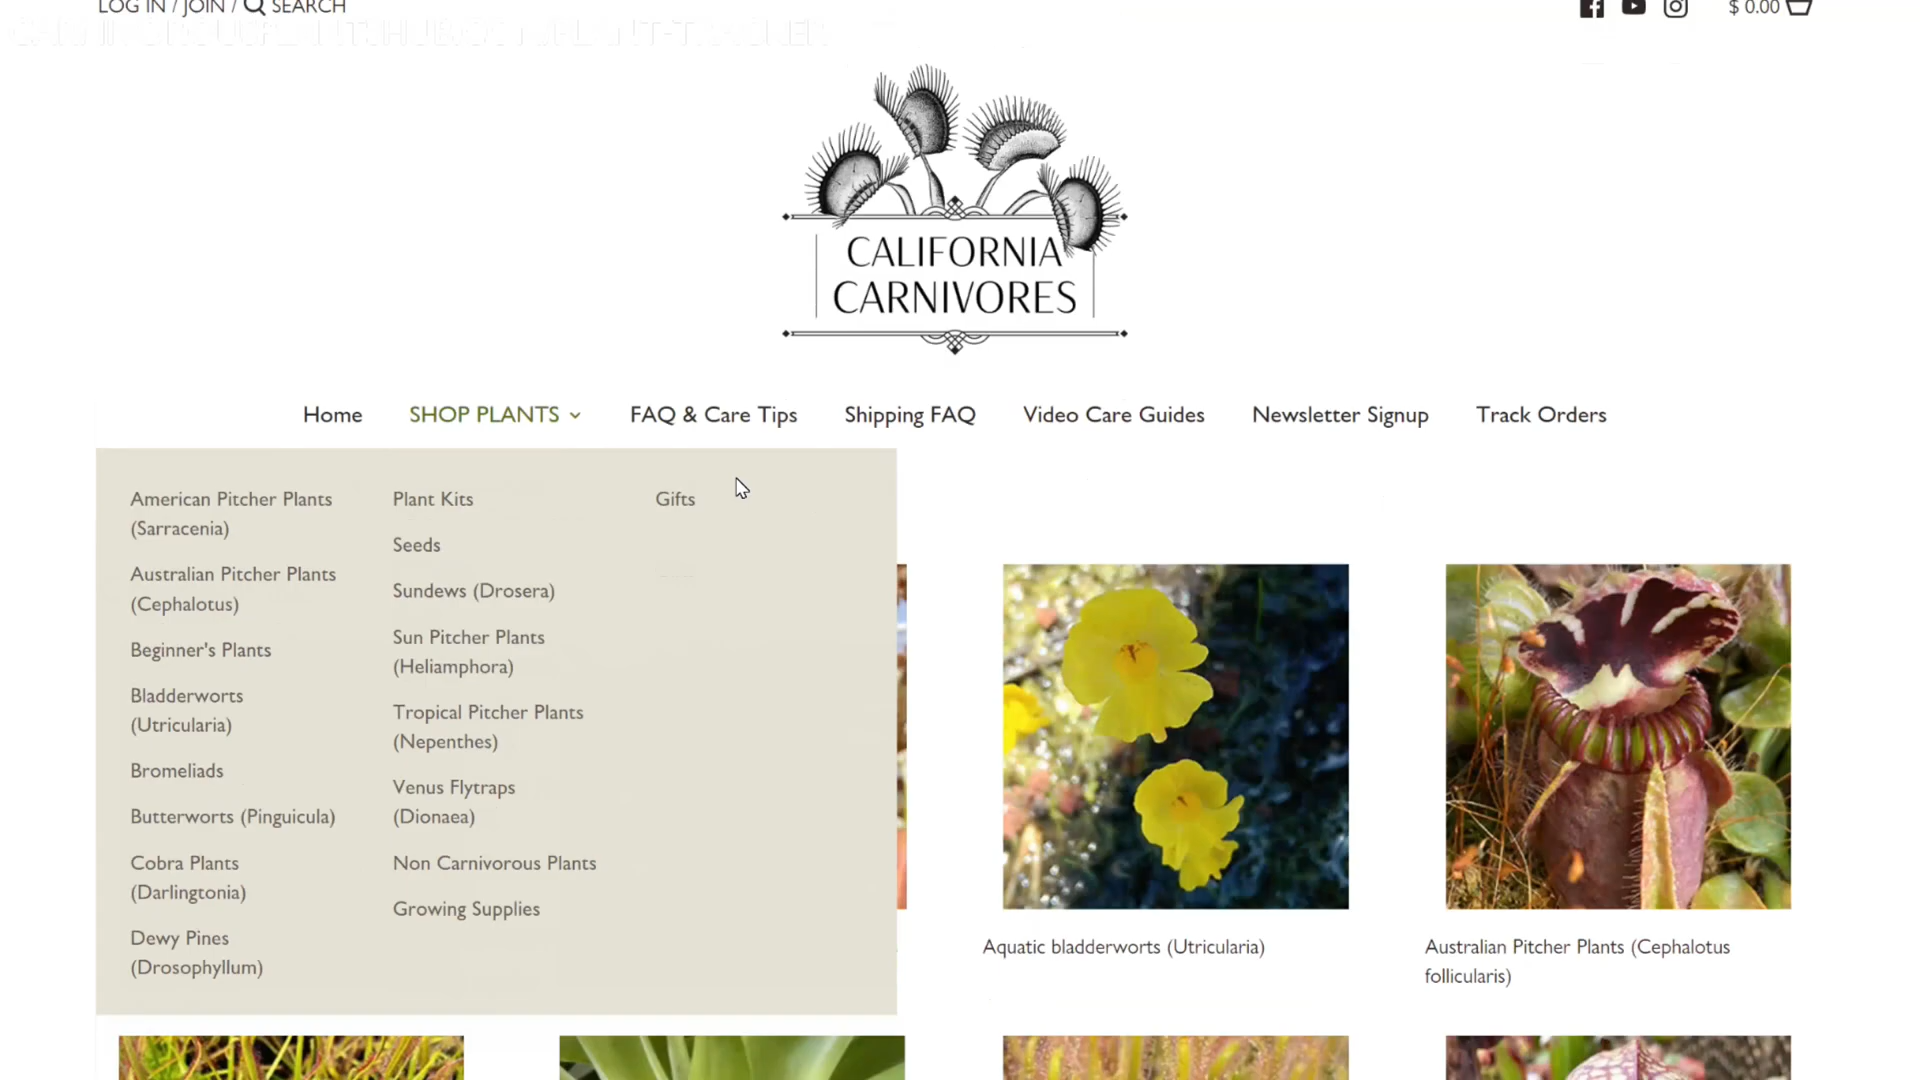 LOG IN / JOIN / SEARCH
$ 0.00
CALIFORNIA
CARNIVORES
Home
SHOP PLANTS
FAQ & Care Tips
Shipping FAQ
Video Care Guides
Newsletter Signup
Track Orders
American Pitcher Plants
(Sarracenia)
Australian Pitcher Plants
(Cephalotus)
Beginner's Plants
Bladderworts
(Utricularia)
Bromeliads
Butterworts (Pinguicula)
Cobra Plants
(Darlingtonia)
Dewy Pines
(Drosophyllum)
Plant Kits
Seeds
Sundews (Drosera)
Sun Pitcher Plants
(Heliamphora)
Tropical Pitcher Plants
(Nepenthes)
Venus Flytraps
(Dionaea)
Non Carnivorous Plants
Growing Supplies
Gifts
Aquatic bladderworts (Utricularia)
Australian Pitcher Plants (Cephalotus
follicularis)